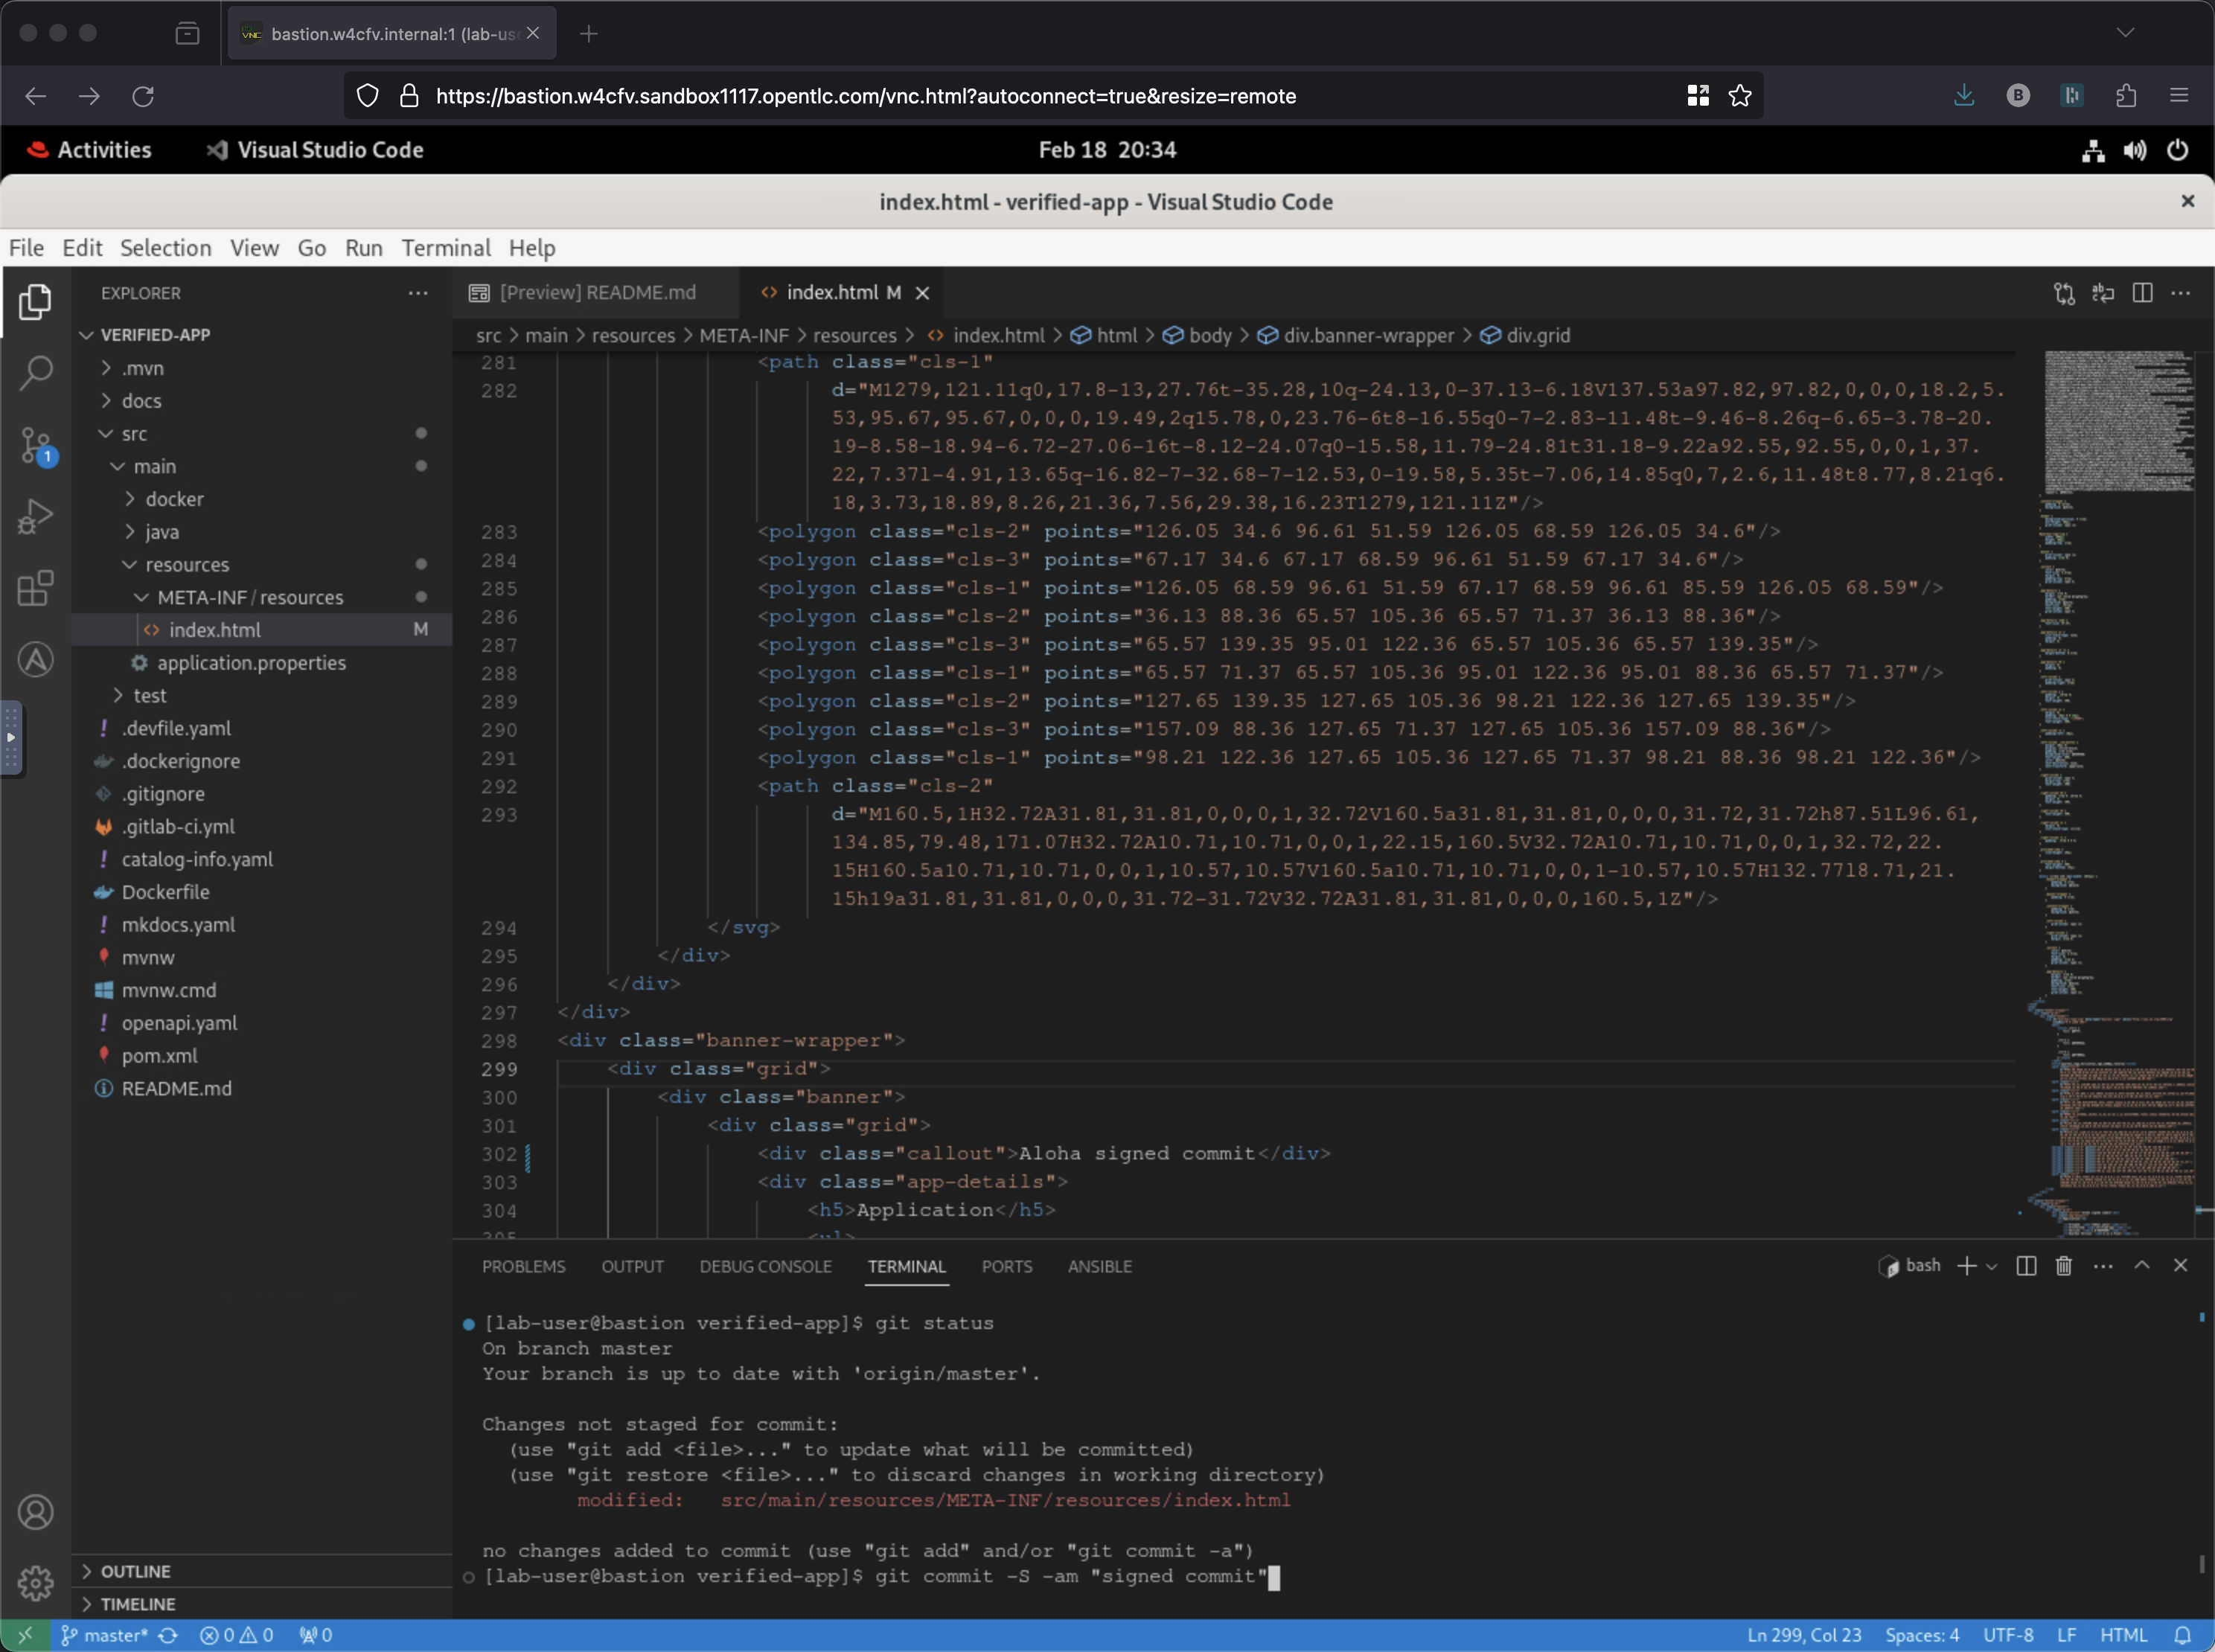 bastion.w4cfv.internal:1 (lab-us
https://bastion.w4cfv.sandbox1117.opentlc.com/vnc.html?autoconnect=true&resize=remote
B
Activities
Visual Studio Code
Feb 18 20:34
index.html - verified-app - Visual Studio Code
File Edit Selection View Go Run Terminal Help
EXPLORER
VERIFIED-APP
.mvn
docs
src
main
docker
java
resources
META-INF/resources
index.html M
application.properties
test
.devfile.yaml
.dockerignore
.gitignore
.gitlab-ci.yml
catalog-info.yaml
Dockerfile
mkdocs.yaml
mvnw
mvnw.cmd
openapi.yaml
pom.xml
README.md
OUTLINE
TIMELINE
1
[Preview] README.md
index.html M
src > main > resources > META-INF > resources > index.html > html > body > div.banner-wrapper > div.grid
281 <path class="cls-1"
282 d="M1279,121.11q0,17.8-13,27.76t-35.28,10q-24.13,0-37.13-6.18V137.53a97.82,97.82,0,0,0,18.2,5.
53,95.67,95.67,0,0,0,19.49,2q15.78,0,23.76-6t8-16.55q0-7-2.83-11.48t-9.46-8.26q-6.65-3.78-20.
19-8.58-18.94-6.72-27.06-16t-8.12-24.07q0-15.58,11.79-24.81t31.18-9.22a92.55,92.55,0,0,1,37.
22,7.37l-4.91,13.65q-16.82-7-32.68-7-12.53,0-19.58,5.35t-7.06,14.85q0,7,2.6,11.48t8.77,8.21q6.
18,3.73,18.89,8.26,21.36,7.56,29.38,16.23T1279,121.11Z"/>
283 <polygon class="cls-2" points="126.05 34.6 96.61 51.59 126.05 68.59 126.05 34.6"/>
284 <polygon class="cls-3" points="67.17 34.6 67.17 68.59 96.61 51.59 67.17 34.6"/>
285 <polygon class="cls-1" points="126.05 68.59 96.61 51.59 67.17 68.59 96.61 85.59 126.05 68.59"/>
286 <polygon class="cls-2" points="36.13 88.36 65.57 105.36 65.57 71.37 36.13 88.36"/>
287 <polygon class="cls-3" points="65.57 139.35 95.01 122.36 65.57 105.36 65.57 139.35"/>
288 <polygon class="cls-1" points="65.57 71.37 65.57 105.36 95.01 122.36 95.01 88.36 65.57 71.37"/>
289 <polygon class="cls-2" points="127.65 139.35 127.65 105.36 98.21 122.36 127.65 139.35"/>
290 <polygon class="cls-3" points="157.09 88.36 127.65 71.37 127.65 105.36 157.09 88.36"/>
291 <polygon class="cls-1" points="98.21 122.36 127.65 105.36 127.65 71.37 98.21 88.36 98.21 122.36"/>
292 <path class="cls-2"
293 d="M160.5,1H32.72A31.81,31.81,0,0,0,1,32.72V160.5a31.81,31.81,0,0,0,31.72,31.72h87.51L96.61,
134.85,79.48,171.07H32.72A10.71,10.71,0,0,1,22.15,160.5V32.72A10.71,10.71,0,0,1,32.72,22.
15H160.5a10.71,10.71,0,0,1,10.57,10.57V160.5a10.71,10.71,0,0,1-10.57,10.57H132.77l8.71,21.
15h19a31.81,31.81,0,0,0,31.72-31.72V32.72A31.81,31.81,0,0,0,160.5,1Z"/>
294 </svg>
295 </div>
296 </div>
297 </div>
298 <div class="banner-wrapper">
299 <div class="grid">
300 <div class="banner">
301 <div class="grid">
302 <div class="callout">Aloha signed commit</div>
303 <div class="app-details">
304 <h5>Application</h5>
305 <ul>
PROBLEMS OUTPUT DEBUG CONSOLE TERMINAL PORTS ANSIBLE
bash
[lab-user@bastion verified-app]$ git status
On branch master
Your branch is up to date with 'origin/master'.
Changes not staged for commit:
(use "git add <file>..." to update what will be committed)
(use "git restore <file>..." to discard changes in working directory)
modified: src/main/resources/META-INF/resources/index.html
no changes added to commit (use "git add" and/or "git commit -a")
[lab-user@bastion verified-app]$ git commit -S -am "signed commit"
master* 0 0 0
Ln 299, Col 23 Spaces: 4 UTF-8 LF HTML